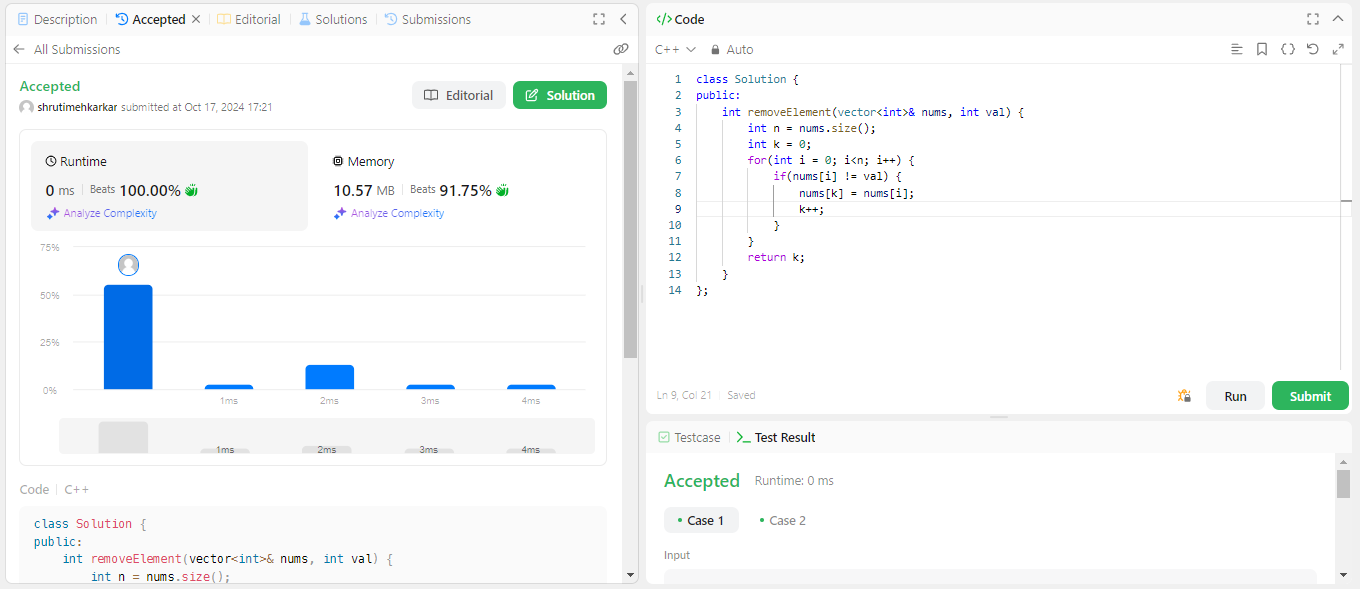 Description
Accepted
Editorial
Solutions
Submissions
All Submissions
Accepted
shrutimehkarkar submitted at Oct 17, 2024 17:21
Editorial
Solution
Runtime
0 ms Beats 100.00%
Analyze Complexity
Memory
10.57 MB Beats 91.75%
Analyze Complexity
75%
50%
25%
0%
1ms 2ms 3ms 4ms
1ms 2ms 3ms 4ms
Code C++
class Solution {
public:
    int removeElement(vector<int>& nums, int val) {
        int n = nums.size();
</> Code
C++
Auto
1 class Solution {
2 public:
3     int removeElement(vector<int>& nums, int val) {
4         int n = nums.size();
5         int k = 0;
6         for(int i = 0; i<n; i++) {
7             if(nums[i] != val) {
8                 nums[k] = nums[i];
9                 k++;
10             }
11         }
12         return k;
13     }
14 };
Ln 9, Col 21 Saved
Run
Submit
Testcase
Test Result
Accepted Runtime: 0 ms
• Case 1
• Case 2
Input